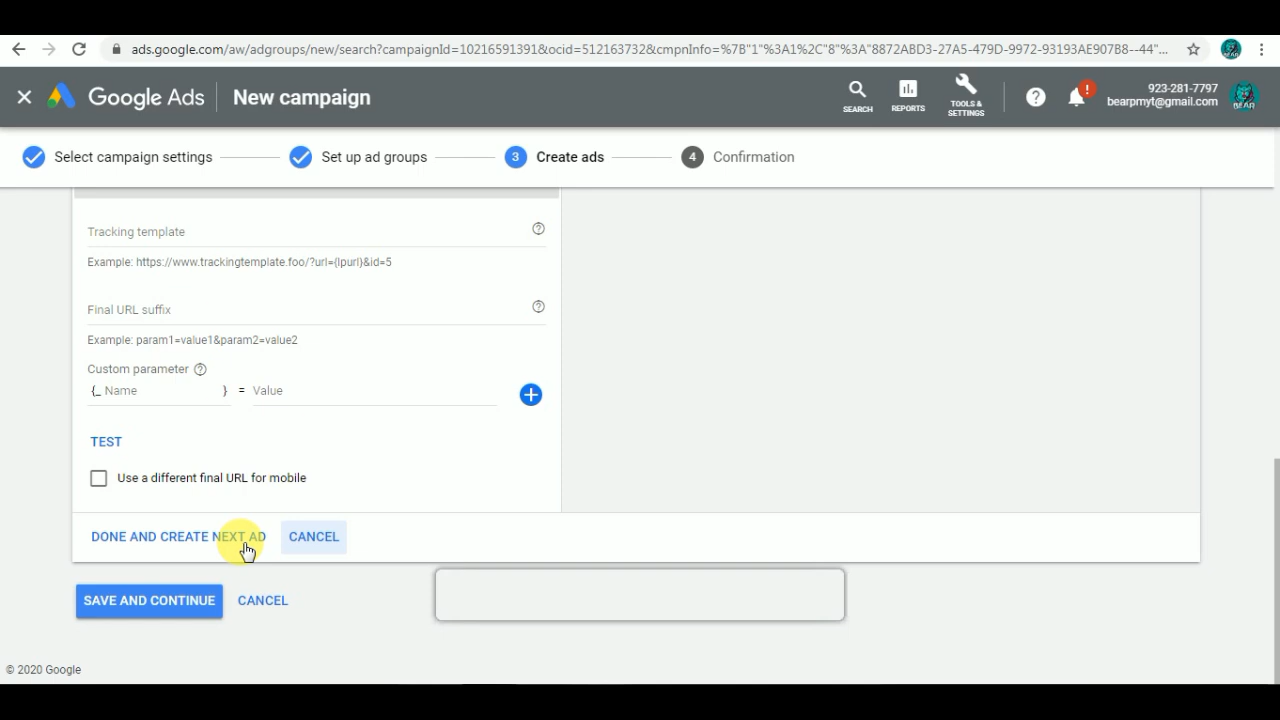 ads.google.com/aw/adgroups/new/search?campaignId=10216591391&ocid=512163732&cmpnInfo=%7B"1"%3A1%2C"8"%3A"8872ABD3-27A5-479D-9972-93193AE907B8--44"...
Google Ads
New campaign
SEARCH
REPORTS
TOOLS &
SETTINGS
!
923-281-7797
bearpmyt@gmail.com
BEAR
Select campaign settings
Set up ad groups
3 Create ads
4 Confirmation
Tracking template
Example: https://www.trackingtemplate.foo/?url={lpurl}&id=5
Final URL suffix
Example: param1=value1&param2=value2
Custom parameter
{_ Name } = Value
TEST
Use a different final URL for mobile
DONE AND CREATE NEXT AD CANCEL
SAVE AND CONTINUE CANCEL
© 2020 Google